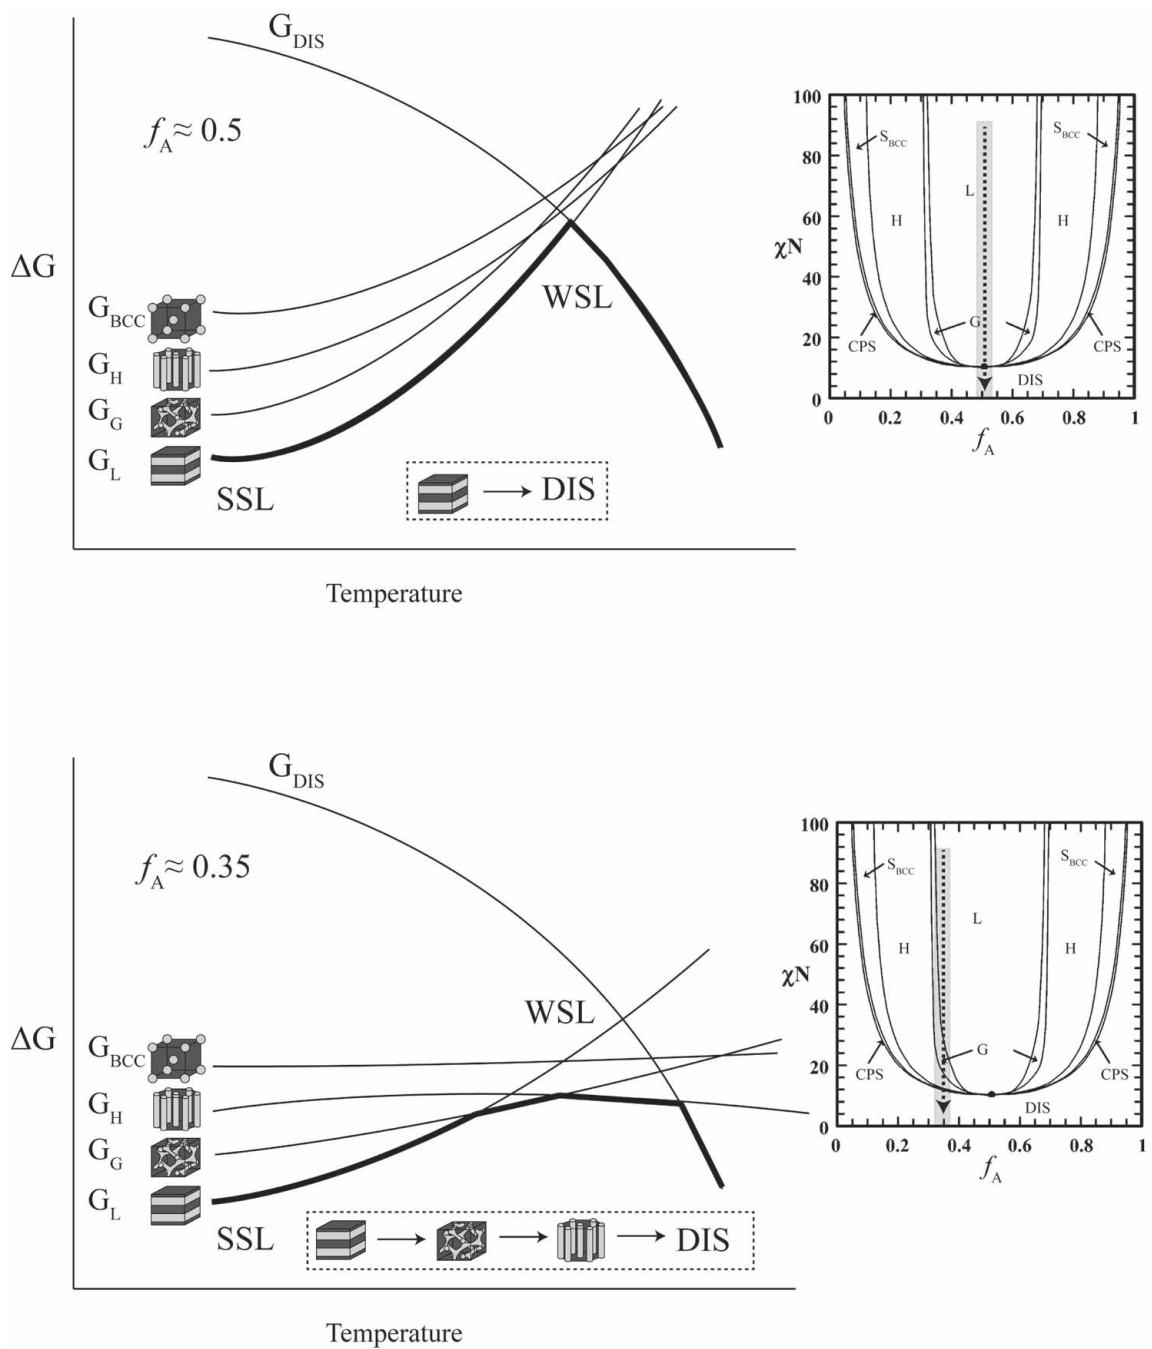 G_DIS
f_A ≈ 0.5
ΔG
G_BCC
G_H
G_G
G_L
SSL
WSL
→ DIS
Temperature
100
80
60
40
20
0
χN
S_BCC
S_BCC
L
H
H
G
CPS
CPS
DIS
0 0.2 0.4 0.6 0.8 1
f_A
G_DIS
f_A ≈ 0.35
ΔG
G_BCC
G_H
G_G
G_L
SSL
WSL
→ → → DIS
Temperature
100
80
60
40
20
0
χN
S_BCC
S_BCC
L
H
H
G
CPS
CPS
DIS
0 0.2 0.4 0.6 0.8 1
f_A